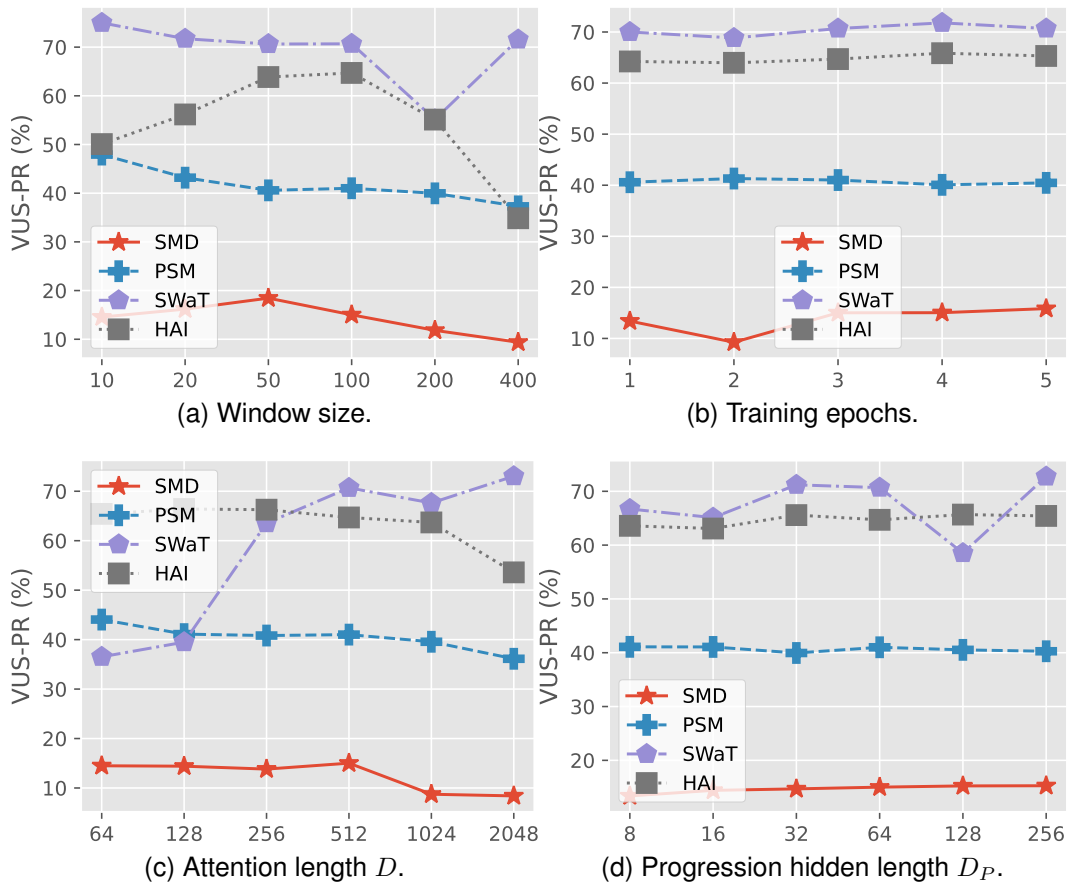 70
60
50
40
30
20
10
VUS-PR (%)
SMD
PSM
SWaT
HAI
10 20 50 100 200 400
(a) Window size.
70
60
50
40
30
20
10
VUS-PR (%)
SMD
PSM
SWaT
HAI
1 2 3 4 5
(b) Training epochs.
70
60
50
40
30
20
10
VUS-PR (%)
SMD
PSM
SWaT
HAI
64 128 256 512 1024 2048
(c) Attention length D.
70
60
50
40
30
20
VUS-PR (%)
SMD
PSM
SWaT
HAI
8 16 32 64 128 256
(d) Progression hidden length D_P.